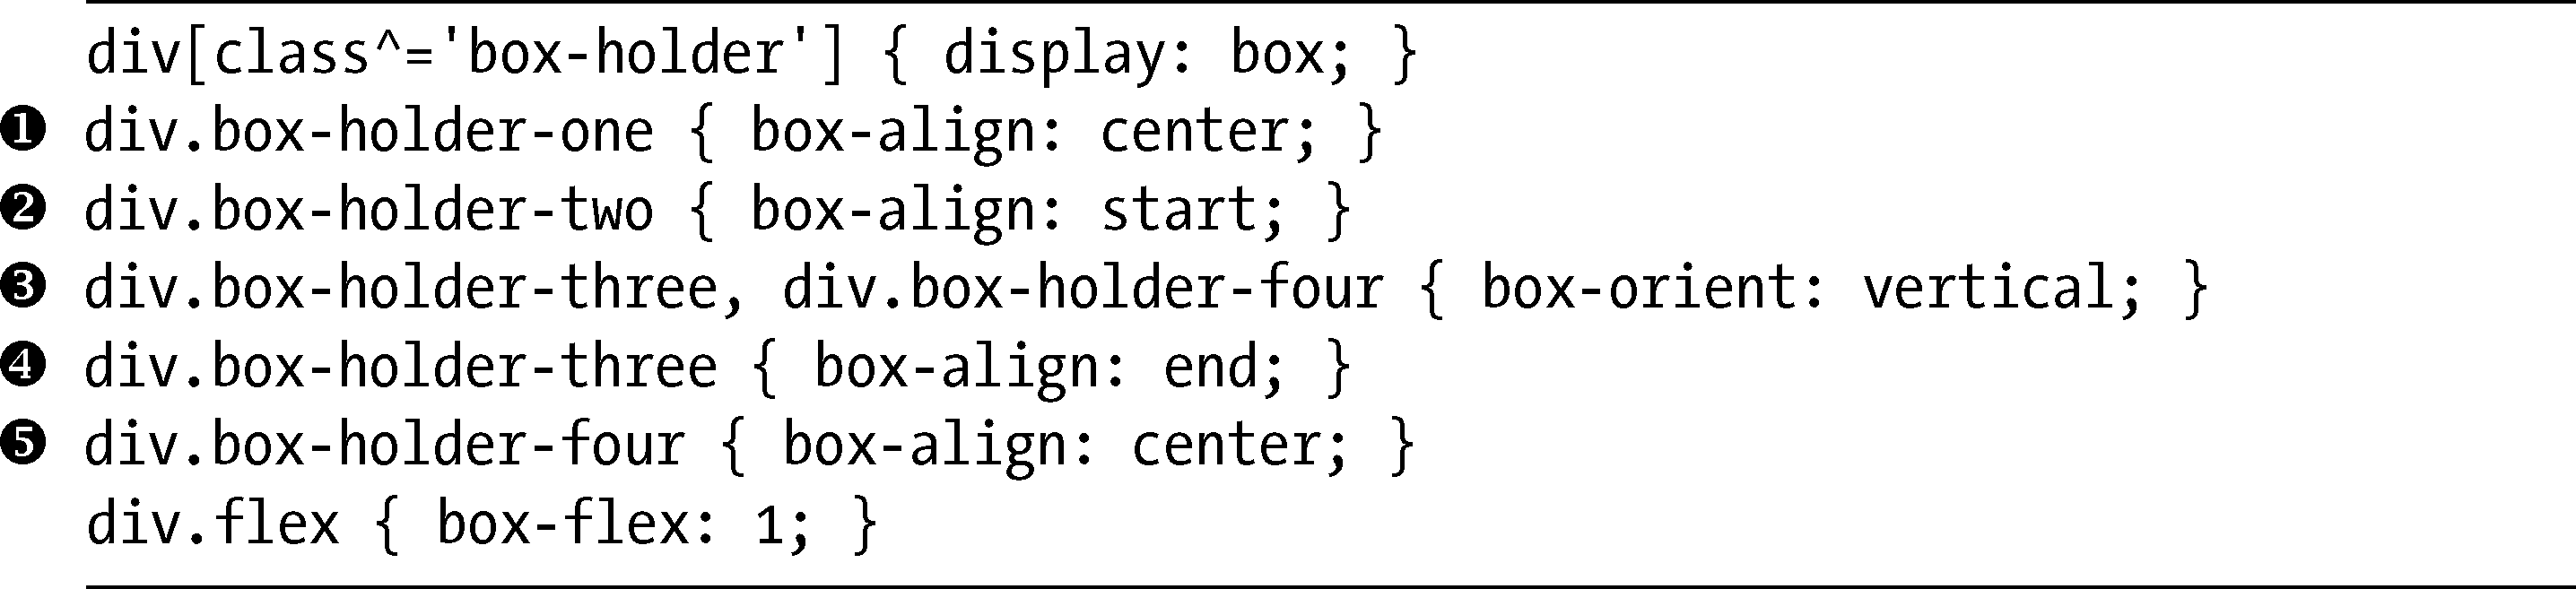 div[class^='box-holder'] { display: box; }
❶ div.box-holder-one { box-align: center; }
❷ div.box-holder-two { box-align: start; }
❸ div.box-holder-three, div.box-holder-four { box-orient: vertical; }
❹ div.box-holder-three { box-align: end; }
❺ div.box-holder-four { box-align: center; }
div.flex { box-flex: 1; }